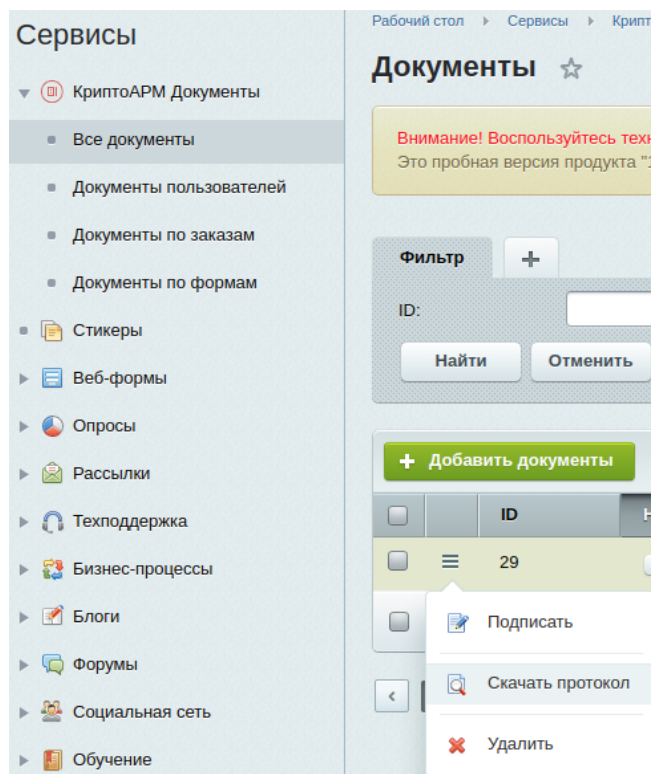 Сервисы
КриптоАРМ Документы
Все документы
Документы пользователей
Документы по заказам
Документы по формам
Стикеры
Веб-формы
Опросы
Рассылки
Техподдержка
Бизнес-процессы
Блоги
Форумы
Социальная сеть
Обучение
Рабочий стол Сервисы Крипт
Документы
Внимание! Воспользуйтесь техн
Это пробная версия продукта "1
Фильтр
ID:
Найти Отменить
Добавить документы
ID
29
Подписать
Скачать протокол
Удалить